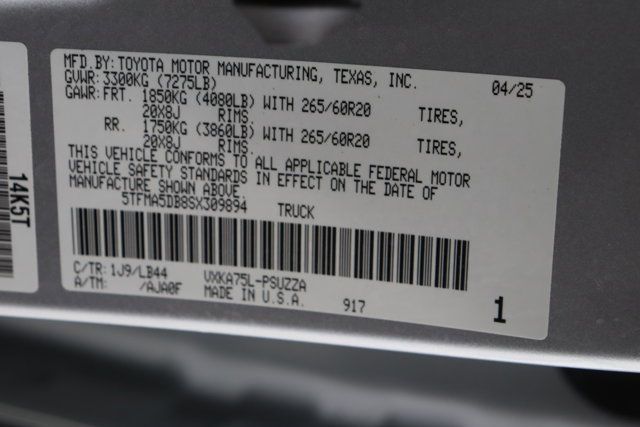 MFD.BY: TOYOTA MOTOR MANUFACTURING, TEXAS, INC. 04/25
GVWR: 3300KG (7275LB)
GAWR: FRT. 1850KG (4080LB) WITH 265/60R20 TIRES,
20X8J RIMS,
RR. 1750KG (3860LB) WITH 265/60R20 TIRES,
20X8J RIMS,
THIS VEHICLE CONFORMS TO ALL APPLICABLE FEDERAL MOTOR
VEHICLE SAFETY STANDARDS IN EFFECT ON THE DATE OF
MANUFACTURE SHOWN ABOVE
5TFMA5DB8SX309894 TRUCK
C/TR: 1J9/LB44 VXKA75L-PSUZZA
A/TM: /AJA0F MADE IN U.S.A. 917 1
14K5T